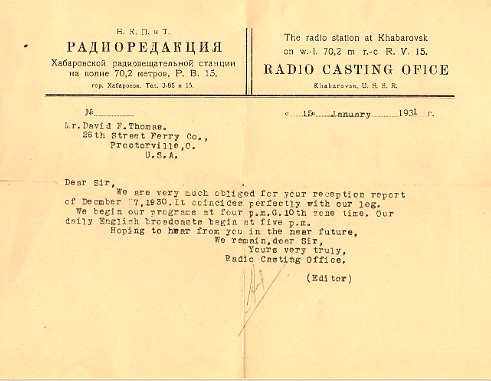 Н. К. П. и Т.
РАДИОРЕДАКЦИЯ
Хабаровской радиовещательной станции
на волне 70,2 метров, Р. В. 15.
гор. Хабаровск. Тел. 3-85 и 15.
The radio station at Khabarovsk
on w.-l. 70,2 m r.-c R. V. 15.
RADIO CASTING OFICE
Khabarovsk, U. S. S. R.
№
January 1931 г.
Mr.David F.Thomas.
26th Street Ferry Co.,
Proctorville,O.
U.S.A.
Dear Sir,
We are very much obliged for your reception report
of Decmber 7,1930.It coincides perfectly with our log.
We begin our programs at four p.m.G.10th zone time. Our
daily English broadcasts begin at five p.m.
Hoping to hear from you in the near future,
We remain,dear Sir,
Yours very truly,
Radio Casting Office.
(Editor)